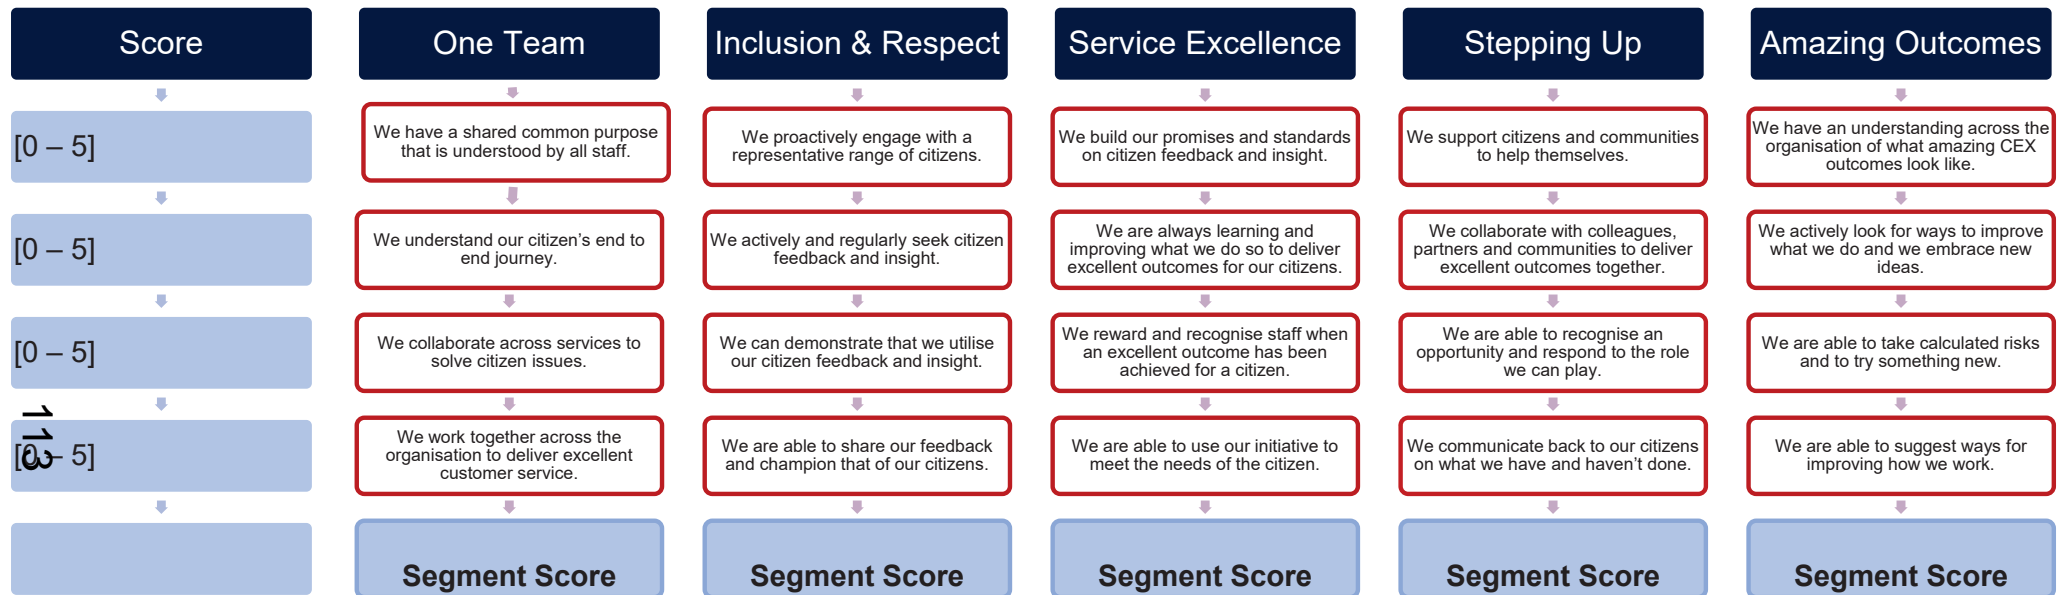 Score
One Team
Inclusion & Respect
Service Excellence
Stepping Up
Amazing Outcomes
[0 – 5]
We have a shared common purpose
that is understood by all staff.
We proactively engage with a
representative range of citizens.
We build our promises and standards
on citizen feedback and insight.
We support citizens and communities
to help themselves.
We have an understanding across the
organisation of what amazing CEX
outcomes look like.
[0 – 5]
We understand our citizen’s end to
end journey.
We actively and regularly seek citizen
feedback and insight.
We are always learning and
improving what we do so to deliver
excellent outcomes for our citizens.
We collaborate with colleagues,
partners and communities to deliver
excellent outcomes together.
We actively look for ways to improve
what we do and we embrace new
ideas.
[0 – 5]
We collaborate across services to
solve citizen issues.
We can demonstrate that we utilise
our citizen feedback and insight.
We reward and recognise staff when
an excellent outcome has been
achieved for a citizen.
We are able to recognise an
opportunity and respond to the role
we can play.
We are able to take calculated risks
and to try something new.
[0 – 5]
113
We work together across the
organisation to deliver excellent
customer service.
We are able to share our feedback
and champion that of our citizens.
We are able to use our initiative to
meet the needs of the citizen.
We communicate back to our citizens
on what we have and haven’t done.
We are able to suggest ways for
improving how we work.
Segment Score
Segment Score
Segment Score
Segment Score
Segment Score